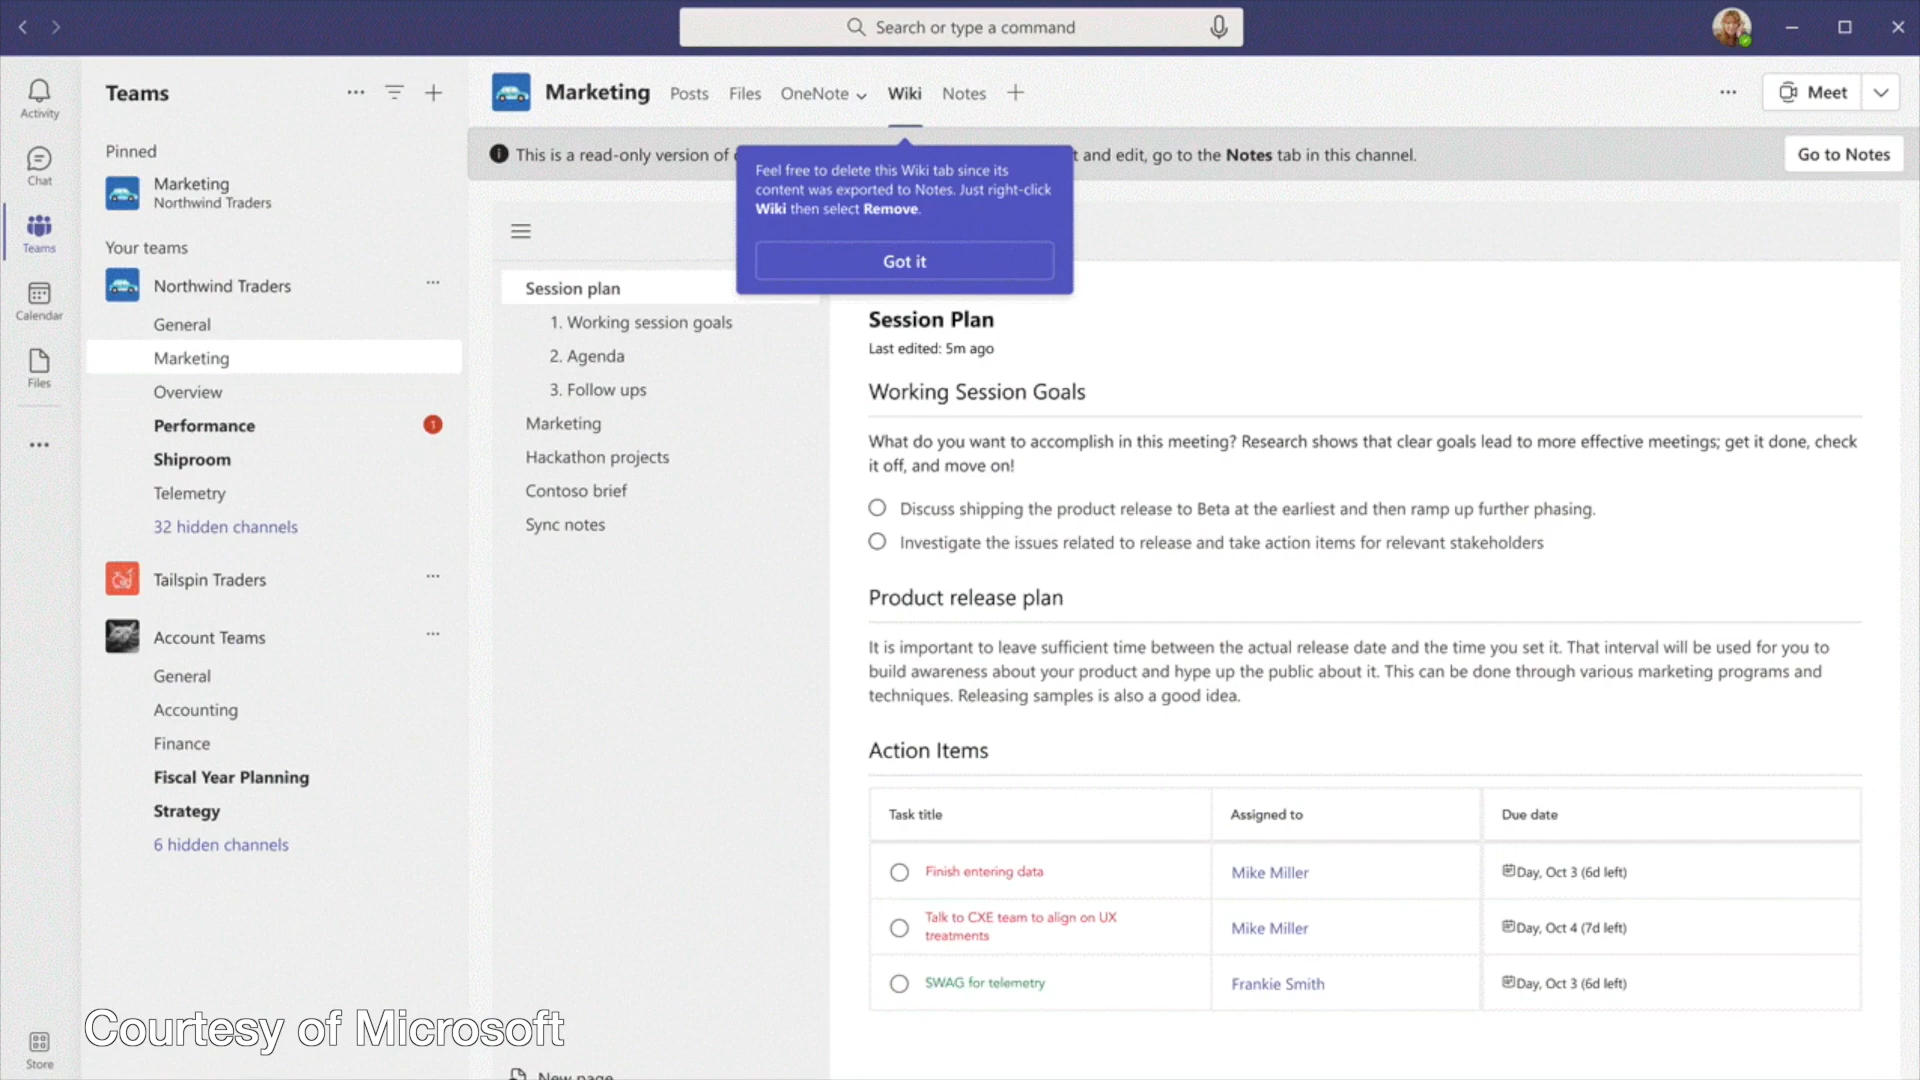 Search or type a command
Activity
Chat
Teams
Calendar
Files
Store
Teams
Pinned
Marketing
Northwind Traders
Your teams
Northwind Traders
General
Marketing
Overview
Performance
1
Shiproom
Telemetry
32 hidden channels
Tailspin Traders
Account Teams
General
Accounting
Finance
Fiscal Year Planning
Strategy
6 hidden channels
Courtesy of Microsoft
Marketing Posts Files OneNote Wiki Notes
Meet
This is a read-only version of
t and edit, go to the Notes tab in this channel.
Go to Notes
Feel free to delete this Wiki tab since its
content was exported to Notes. Just right-click
Wiki then select Remove.
Got it
Session plan
1. Working session goals
2. Agenda
3. Follow ups
Marketing
Hackathon projects
Contoso brief
Sync notes
New page
Session Plan
Last edited: 5m ago
Working Session Goals
What do you want to accomplish in this meeting? Research shows that clear goals lead to more effective meetings; get it done, check
it off, and move on!
Discuss shipping the product release to Beta at the earliest and then ramp up further phasing.
Investigate the issues related to release and take action items for relevant stakeholders
Product release plan
It is important to leave sufficient time between the actual release date and the time you set it. That interval will be used for you to
build awareness about your product and hype up the public about it. This can be done through various marketing programs and
techniques. Releasing samples is also a good idea.
Action Items
Task title Assigned to Due date
Finish entering data Mike Miller Day, Oct 3 (6d left)
Talk to CXE team to align on UX
treatments Mike Miller Day, Oct 4 (7d left)
SWAG for telemetry Frankie Smith Day, Oct 3 (6d left)